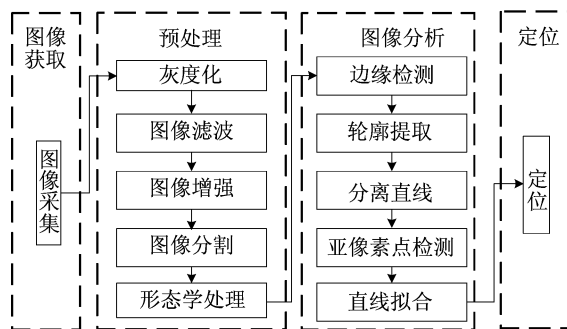 图像
获取
图像采集
预处理
灰度化
图像滤波
图像增强
图像分割
形态学处理
图像分析
边缘检测
轮廓提取
分离直线
亚像素点检测
直线拟合
定位
定位